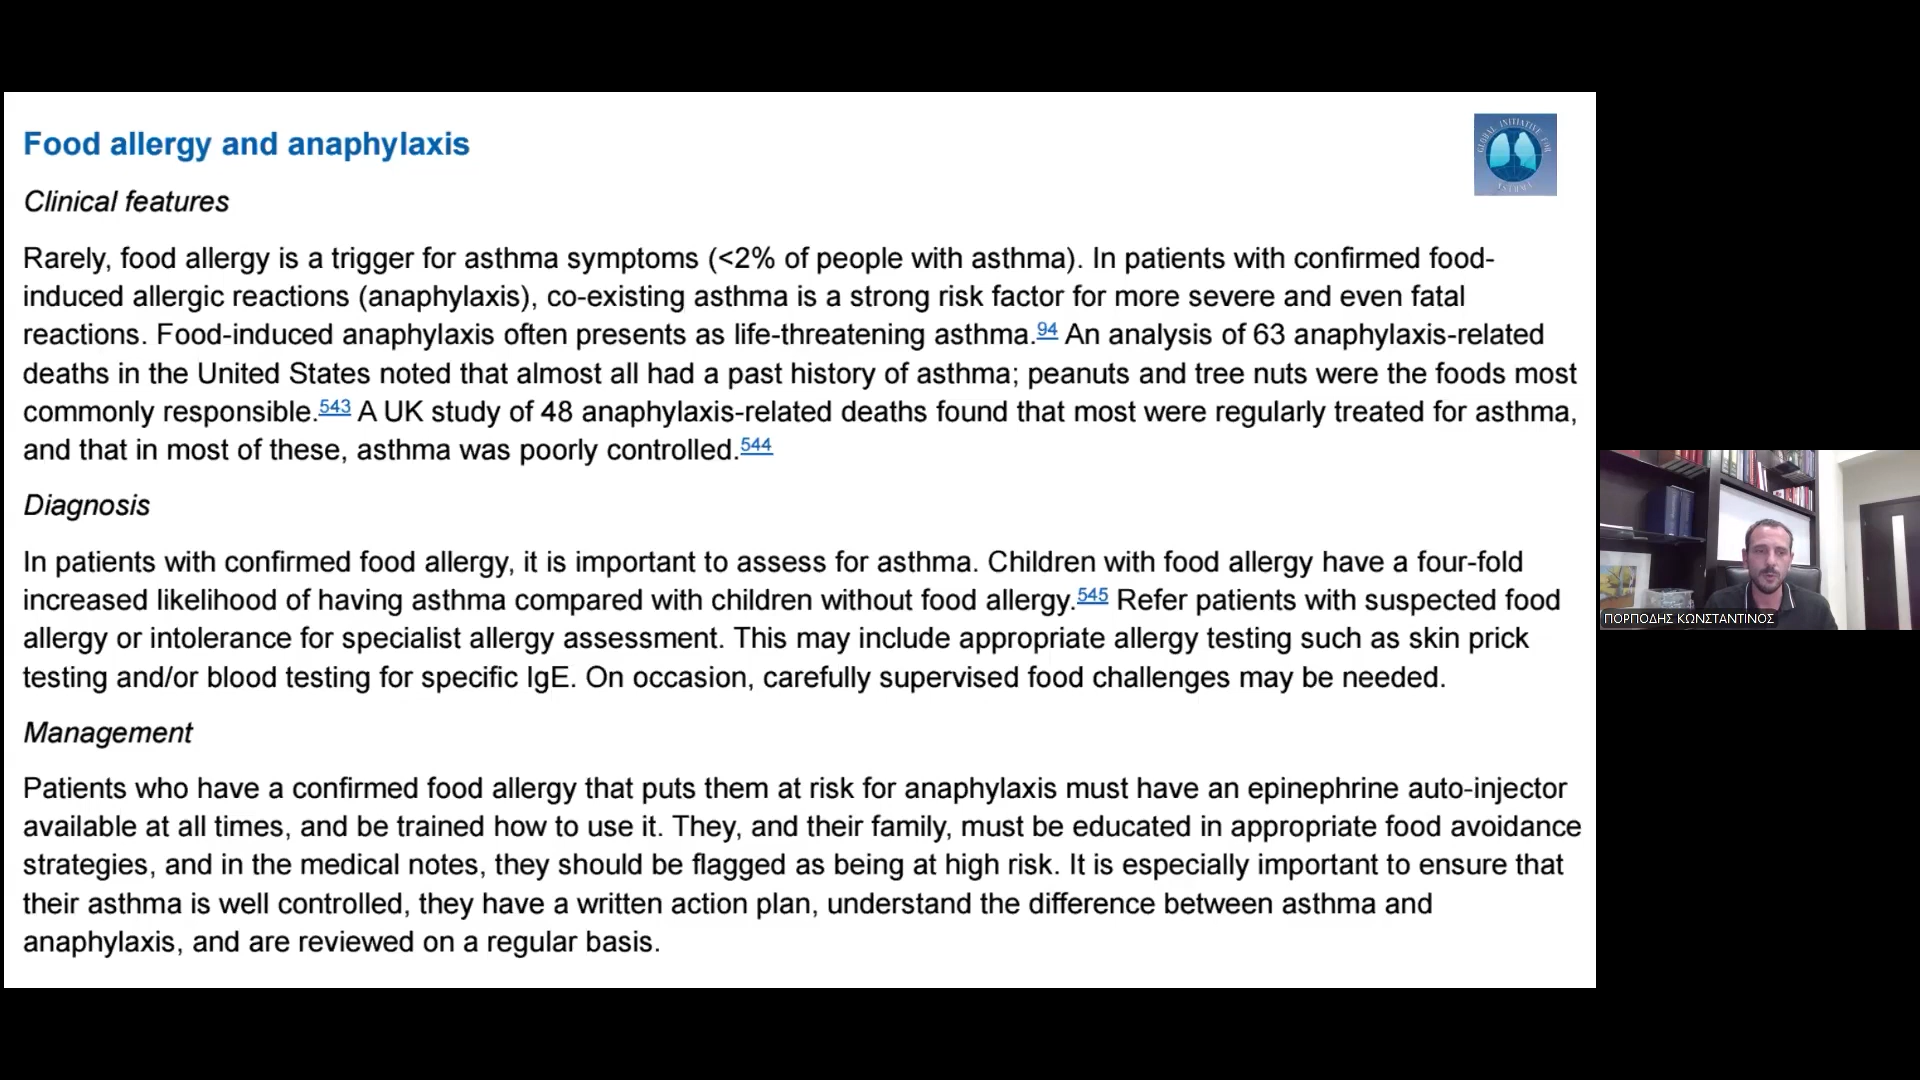 Food allergy and anaphylaxis
GLOBAL INITIATIVE FOR
ASTHMA
Clinical features
Rarely, food allergy is a trigger for asthma symptoms (<2% of people with asthma). In patients with confirmed food-
induced allergic reactions (anaphylaxis), co-existing asthma is a strong risk factor for more severe and even fatal
reactions. Food-induced anaphylaxis often presents as life-threatening asthma.94 An analysis of 63 anaphylaxis-related
deaths in the United States noted that almost all had a past history of asthma; peanuts and tree nuts were the foods most
commonly responsible.543 A UK study of 48 anaphylaxis-related deaths found that most were regularly treated for asthma,
and that in most of these, asthma was poorly controlled.544
Diagnosis
In patients with confirmed food allergy, it is important to assess for asthma. Children with food allergy have a four-fold
increased likelihood of having asthma compared with children without food allergy.545 Refer patients with suspected food
allergy or intolerance for specialist allergy assessment. This may include appropriate allergy testing such as skin prick
testing and/or blood testing for specific IgE. On occasion, carefully supervised food challenges may be needed.
Management
Patients who have a confirmed food allergy that puts them at risk for anaphylaxis must have an epinephrine auto-injector
available at all times, and be trained how to use it. They, and their family, must be educated in appropriate food avoidance
strategies, and in the medical notes, they should be flagged as being at high risk. It is especially important to ensure that
their asthma is well controlled, they have a written action plan, understand the difference between asthma and
anaphylaxis, and are reviewed on a regular basis.
ΠΟΡΠΟΔΗΣ ΚΩΝΣΤΑΝΤΙΝΟΣ